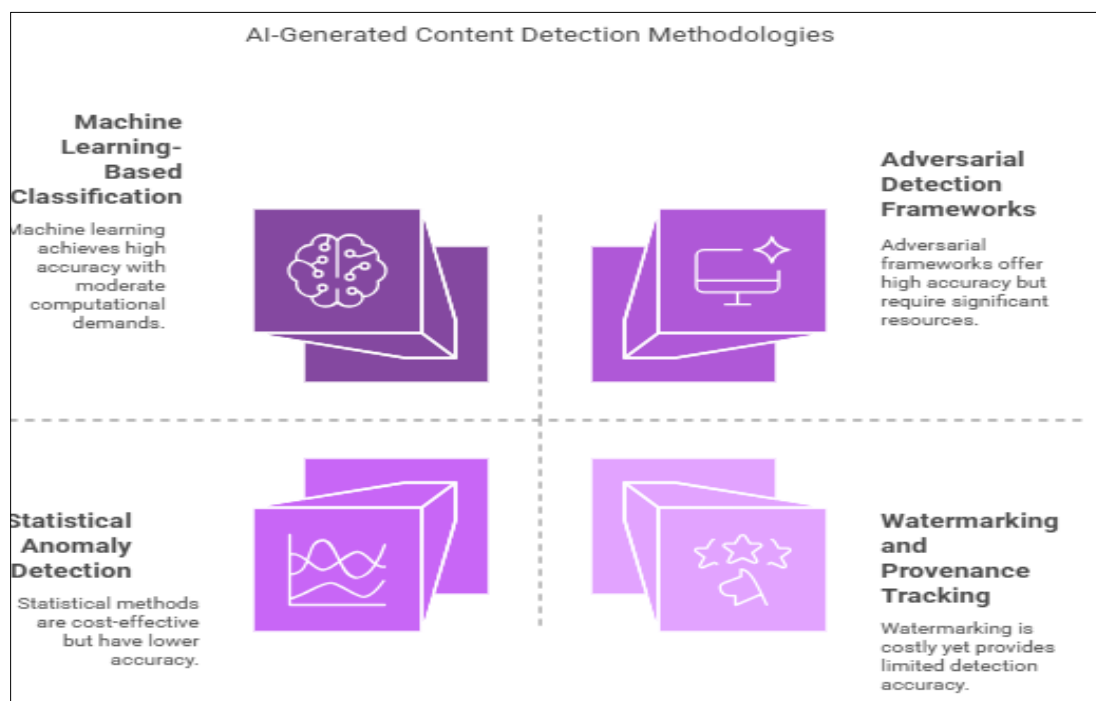 AI-Generated Content Detection Methodologies
Machine
Learning-
Based
Classification
Machine learning
achieves high
accuracy with
moderate
computational
demands.
Adversarial
Detection
Frameworks
Adversarial
frameworks offer
high accuracy but
require significant
resources.
Statistical
Anomaly
Detection
Statistical methods
are cost-effective
but have lower
accuracy.
Watermarking
and
Provenance
Tracking
Watermarking is
costly yet provides
limited detection
accuracy.